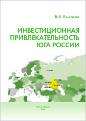 ИНВЕСТИЦИОННАЯ
ПРИВЛЕКАТЕЛЬНОСТЬ
ЮГА РОССИИ